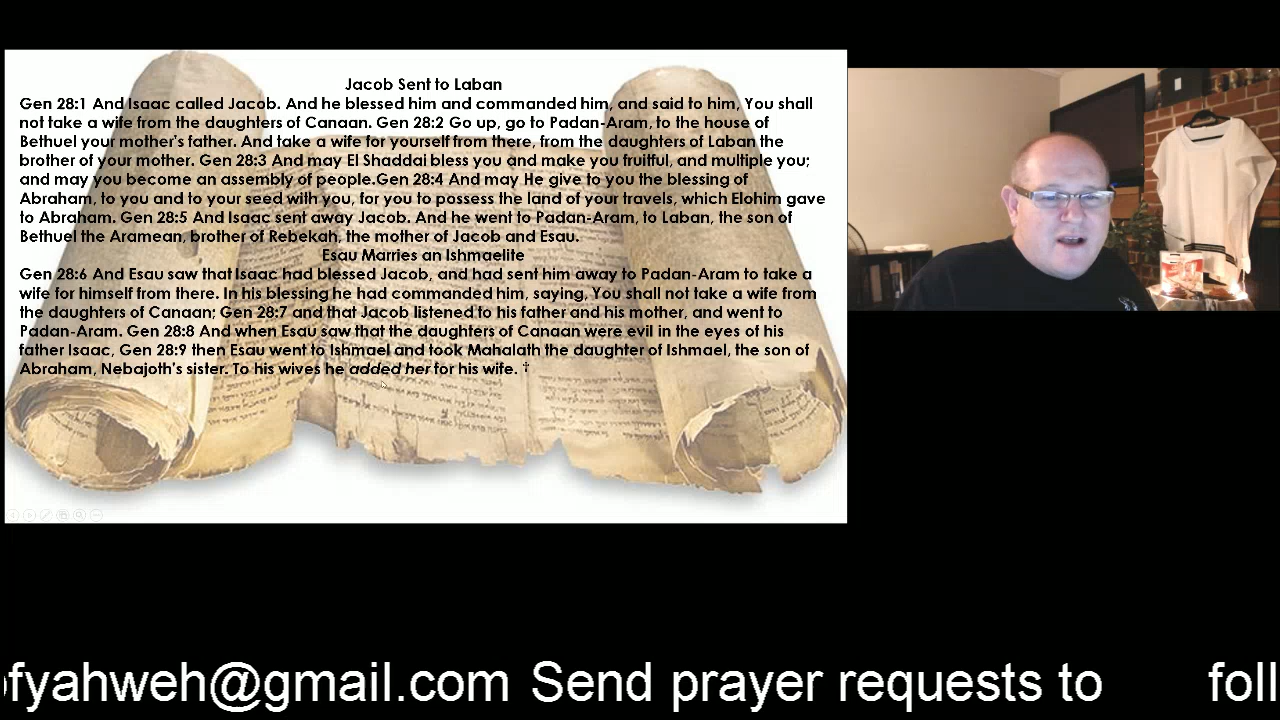 Jacob Sent to Laban
Gen 28:1 And Isaac called Jacob. And he blessed him and commanded him, and said to him, You shall
not take a wife from the daughters of Canaan. Gen 28:2 Go up, go to Padan-Aram, to the house of
Bethuel your mother's father. And take a wife for yourself from there, from the daughters of Laban the
brother of your mother. Gen 28:3 And may El Shaddai bless you and make you fruitful, and multiple you;
and may you become an assembly of people.Gen 28:4 And may He give to you the blessing of
Abraham, to you and to your seed with you, for you to possess the land of your travels, which Elohim gave
to Abraham. Gen 28:5 And Isaac sent away Jacob. And he went to Padan-Aram, to Laban, the son of
Bethuel the Aramean, brother of Rebekah, the mother of Jacob and Esau.
Esau Marries an Ishmaelite
Gen 28:6 And Esau saw that Isaac had blessed Jacob, and had sent him away to Padan-Aram to take a
wife for himself from there. In his blessing he had commanded him, saying, You shall not take a wife from
the daughters of Canaan; Gen 28:7 and that Jacob listened to his father and his mother, and went to
Padan-Aram. Gen 28:8 And when Esau saw that the daughters of Canaan were evil in the eyes of his
father Isaac, Gen 28:9 then Esau went to Ishmael and took Mahalath the daughter of Ishmael, the son of
Abraham, Nebajoth's sister. To his wives he added her for his wife. †
ofyahweh@gmail.com Send prayer requests to foll